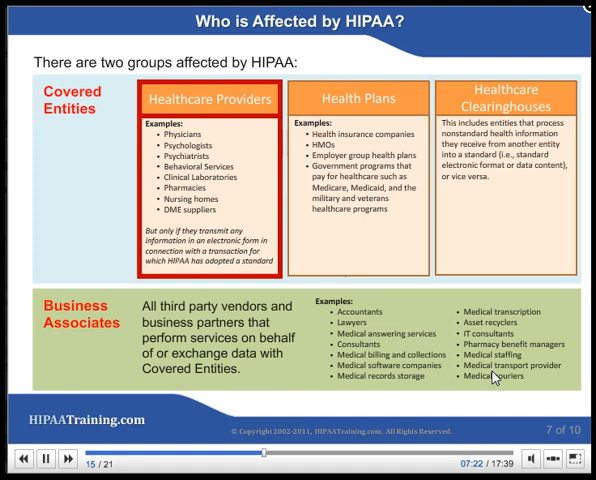 Who is Affected by HIPAA?
There are two groups affected by HIPAA:
Covered
Entities
Healthcare Providers
Examples:
• Physicians
• Psychologists
• Psychiatrists
• Behavioral Services
• Clinical Laboratories
• Pharmacies
• Nursing homes
• DME suppliers
But only if they transmit any
information in an electronic form in
connection with a transaction for
which HIPAA has adopted a standard
Health Plans
Examples:
• Health insurance companies
• HMOs
• Employer group health plans
• Government programs that
pay for healthcare such as
Medicare, Medicaid, and the
military and veterans
healthcare programs
Healthcare
Clearinghouses
This includes entities that process
nonstandard health information
they receive from another entity
into a standard (i.e., standard
electronic format or data content),
or vice versa.
Business
Associates
All third party vendors and
business partners that
perform services on behalf
of or exchange data with
Covered Entities.
Examples:
• Accountants
• Lawyers
• Medical answering services
• Consultants
• Medical billing and collections
• Medical software companies
• Medical records storage
• Medical transcription
• Asset recyclers
• IT consultants
• Pharmacy benefit managers
• Medical staffing
• Medical transport provider
• Medical couriers
HIPAATraining.com
© Copyright 2002-2011, HIPAATraining.com. All Rights Reserved.
7 of 10
15 / 21
07:22 / 17:39